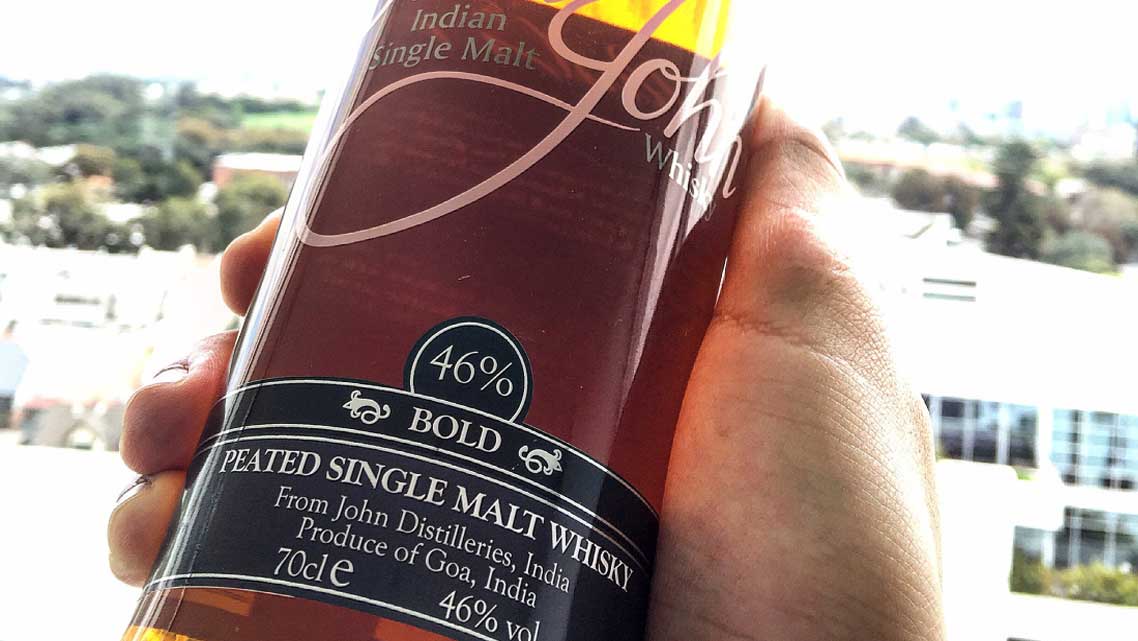 Indian
Single Malt
John
Whisky
46%
BOLD
PEATED SINGLE MALT WHISKY
From John Distilleries, India
Produce of Goa, India
70cl e
46% vol